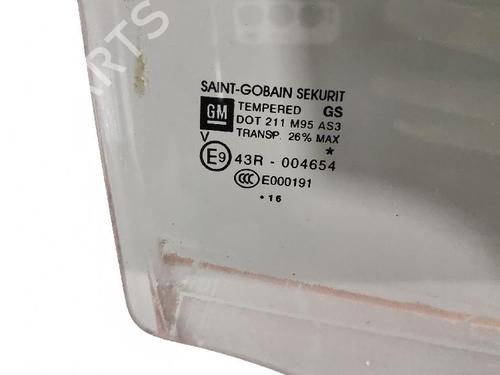 PARTS
SAINT-GOBAIN SEKURIT
GM TEMPERED GS
DOT 211 M95 AS3
V TRANSP. 26% MAX
E9 43R - 004654
CCC E000191
• 16